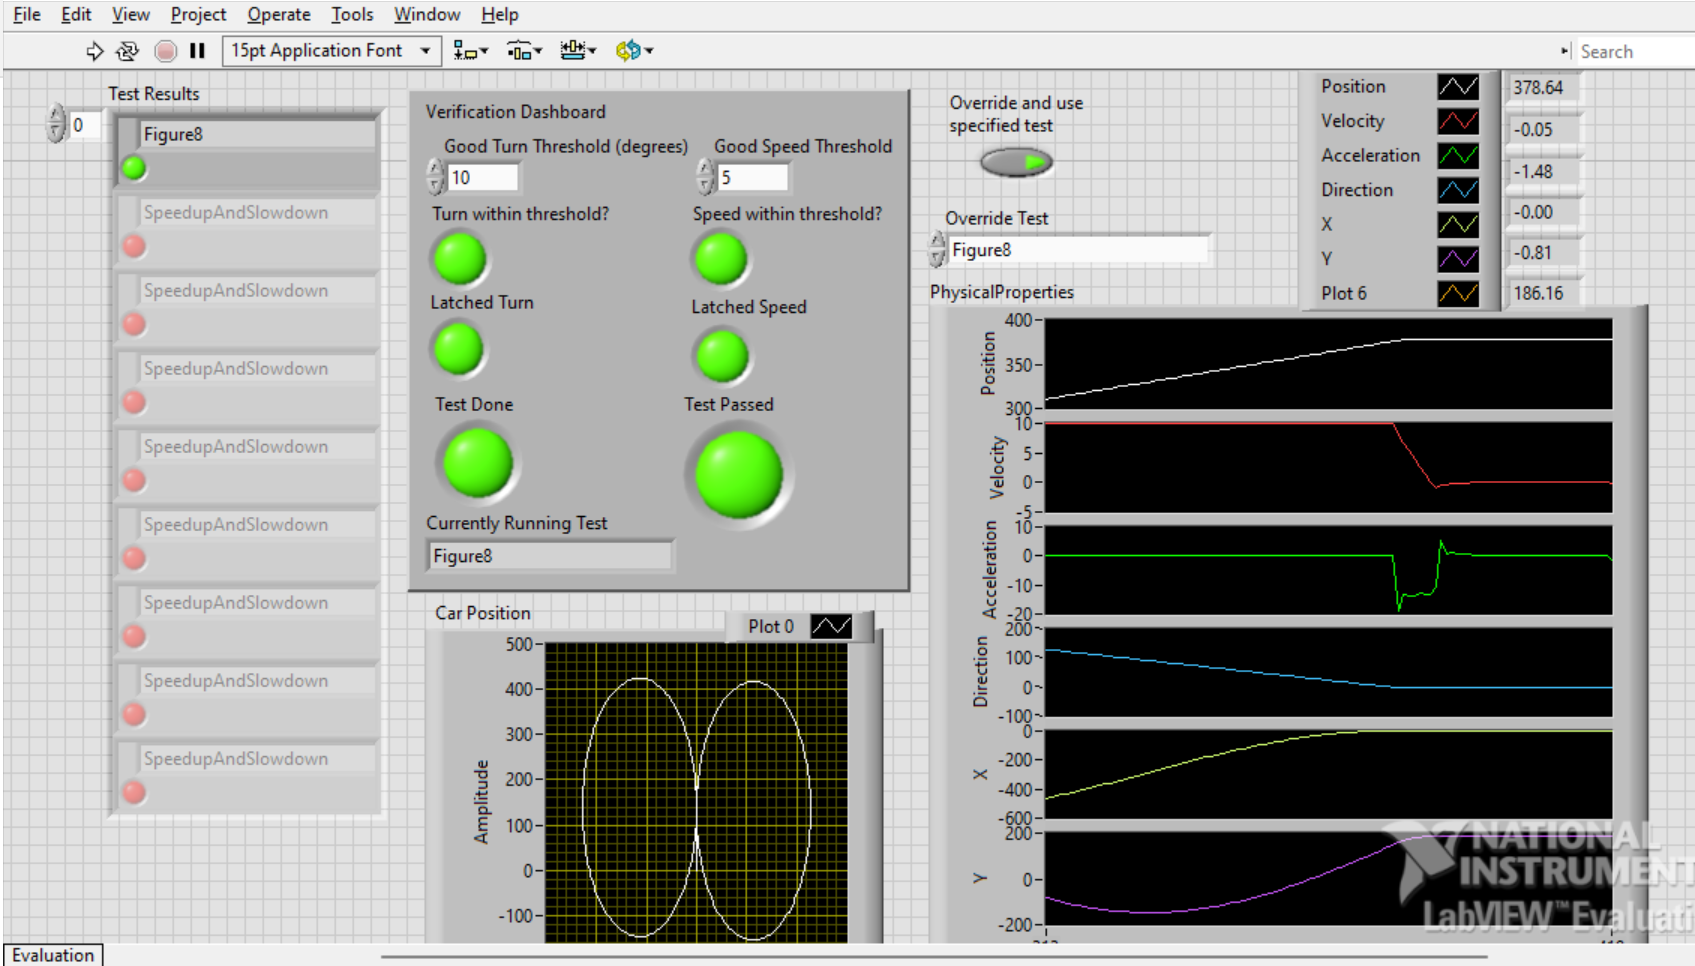 File Edit View Project Operate Tools Window Help
15pt Application Font
Search
Test Results
0
Figure8
SpeedupAndSlowdown
SpeedupAndSlowdown
SpeedupAndSlowdown
SpeedupAndSlowdown
SpeedupAndSlowdown
SpeedupAndSlowdown
SpeedupAndSlowdown
SpeedupAndSlowdown
Verification Dashboard
Good Turn Threshold (degrees) Good Speed Threshold
10 5
Turn within threshold? Speed within threshold?
Latched Turn Latched Speed
Test Done Test Passed
Currently Running Test
Figure8
Override and use
specified test
Override Test
Figure8
Position 378.64
Velocity -0.05
Acceleration -1.48
Direction -0.00
X -0.81
Y 186.16
Plot 6
PhysicalProperties
Position
400
350
300
Velocity
10
5
0
-5
Acceleration
10
0
-10
-20
Direction
200
100
0
-100
X
0
-200
-400
-600
Y
200
0
-200
Car Position
Plot 0
Amplitude
500
400
300
200
100
0
-100
NATIONAL
INSTRUMENT
LabVIEW™ Evaluati
Evaluation